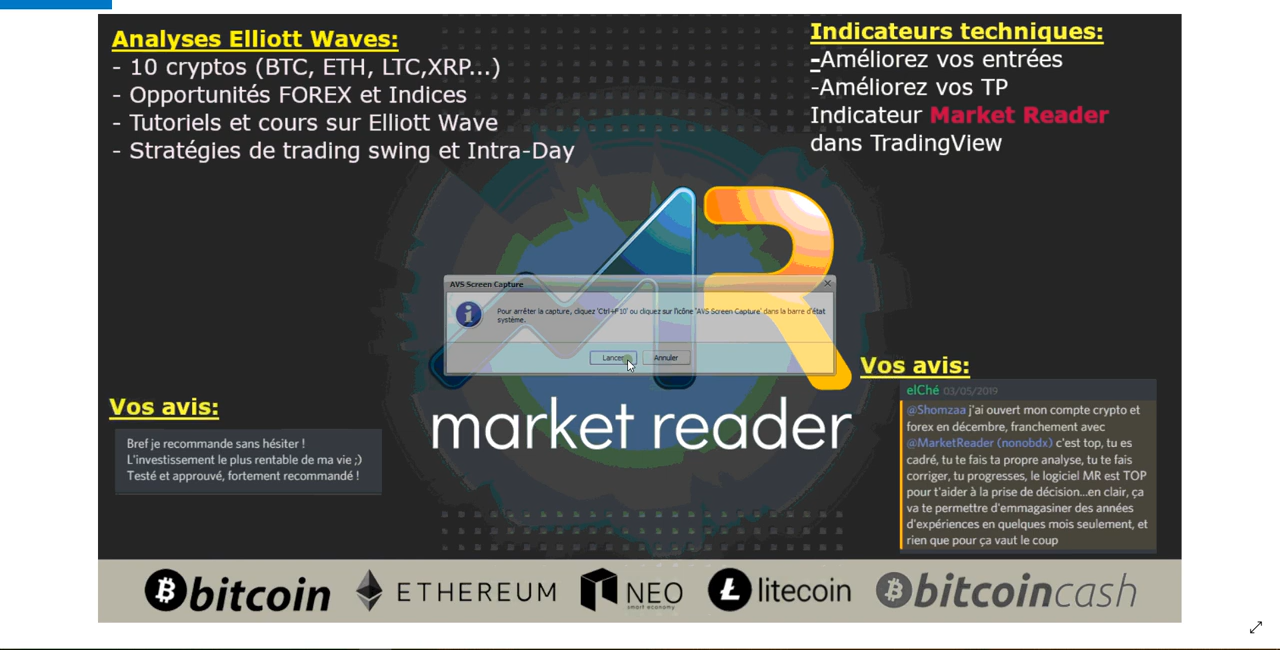 Analyses Elliott Waves:
- 10 cryptos (BTC, ETH, LTC,XRP...)
- Opportunités FOREX et Indices
- Tutoriels et cours sur Elliott Wave
- Stratégies de trading swing et Intra-Day
Indicateurs techniques:
-Améliorez vos entrées
-Améliorez vos TP
Indicateur Market Reader
dans TradingView
MR
AVS Screen Capture
Pour arrêter la capture, cliquez 'Ctrl+F10' ou cliquez sur l'icône 'AVS Screen Capture' dans la barre d'état
système.
Lancer
Annuler
market reader
Vos avis:
Bref je recommande sans hésiter !
L'investissement le plus rentable de ma vie ;)
Testé et approuvé, fortement recommandé !
Vos avis:
elChé 03/05/2019
@Shomzaa j'ai ouvert mon compte crypto et
forex en décembre, franchement avec
@MarketReader (nonobdx) c'est top, tu es
cadré, tu te fais ta propre analyse, tu te fais
corriger, tu progresses, le logiciel MR est TOP
pour t'aider à la prise de décision...en clair, ça
va te permettre d'emmagasiner des années
d'expériences en quelques mois seulement, et
rien que pour ça vaut le coup
bitcoin
ETHEREUM
NEO
smart economy
litecoin
bitcoincash